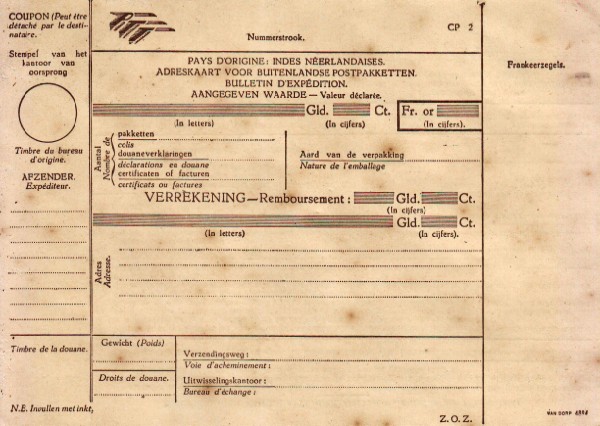 COUPON (Peut être
détaché par le desti-
nataire.
Stempel van het
kantoor van
oorsprong
Timbre du bureau
d'origine.
AFZENDER.
Expéditeur.
Timbre de la douane.
N.E. Invullen met inkt,
PTT
CP 2
Nummerstrook.
PAYS D'ORIGINE: INDES NÉERLANDAISES.
ADRESKAART VOOR BUITENLANDSE POSTPAKKETTEN.
BULLETIN D'EXPÉDITION.
AANGEGEVEN WAARDE — Valeur déclarée.
Gld. Ct. Fr. or
(In letters) (In cijfers) (In cijfers).
Aantal
Nombre de
pakketten
colis
douaneverklaringen
déclarations en douane
certificaten of facturen
certificats ou factures
Aard van de verpakking
Nature de l'emballage
VERREKENING—Remboursement: Gld. Ct.
(In cijfers)
Gld. Ct.
(In letters) (In cijfers).
Adres
Adresse.
Gewicht (Poids)
Droits de douane.
Verzendingsweg:
Voie d'acheminement:
Uitwisselingskantoor:
Bureau d'échange:
Z.O.Z.
Frankeerzegels.
VAN DORP